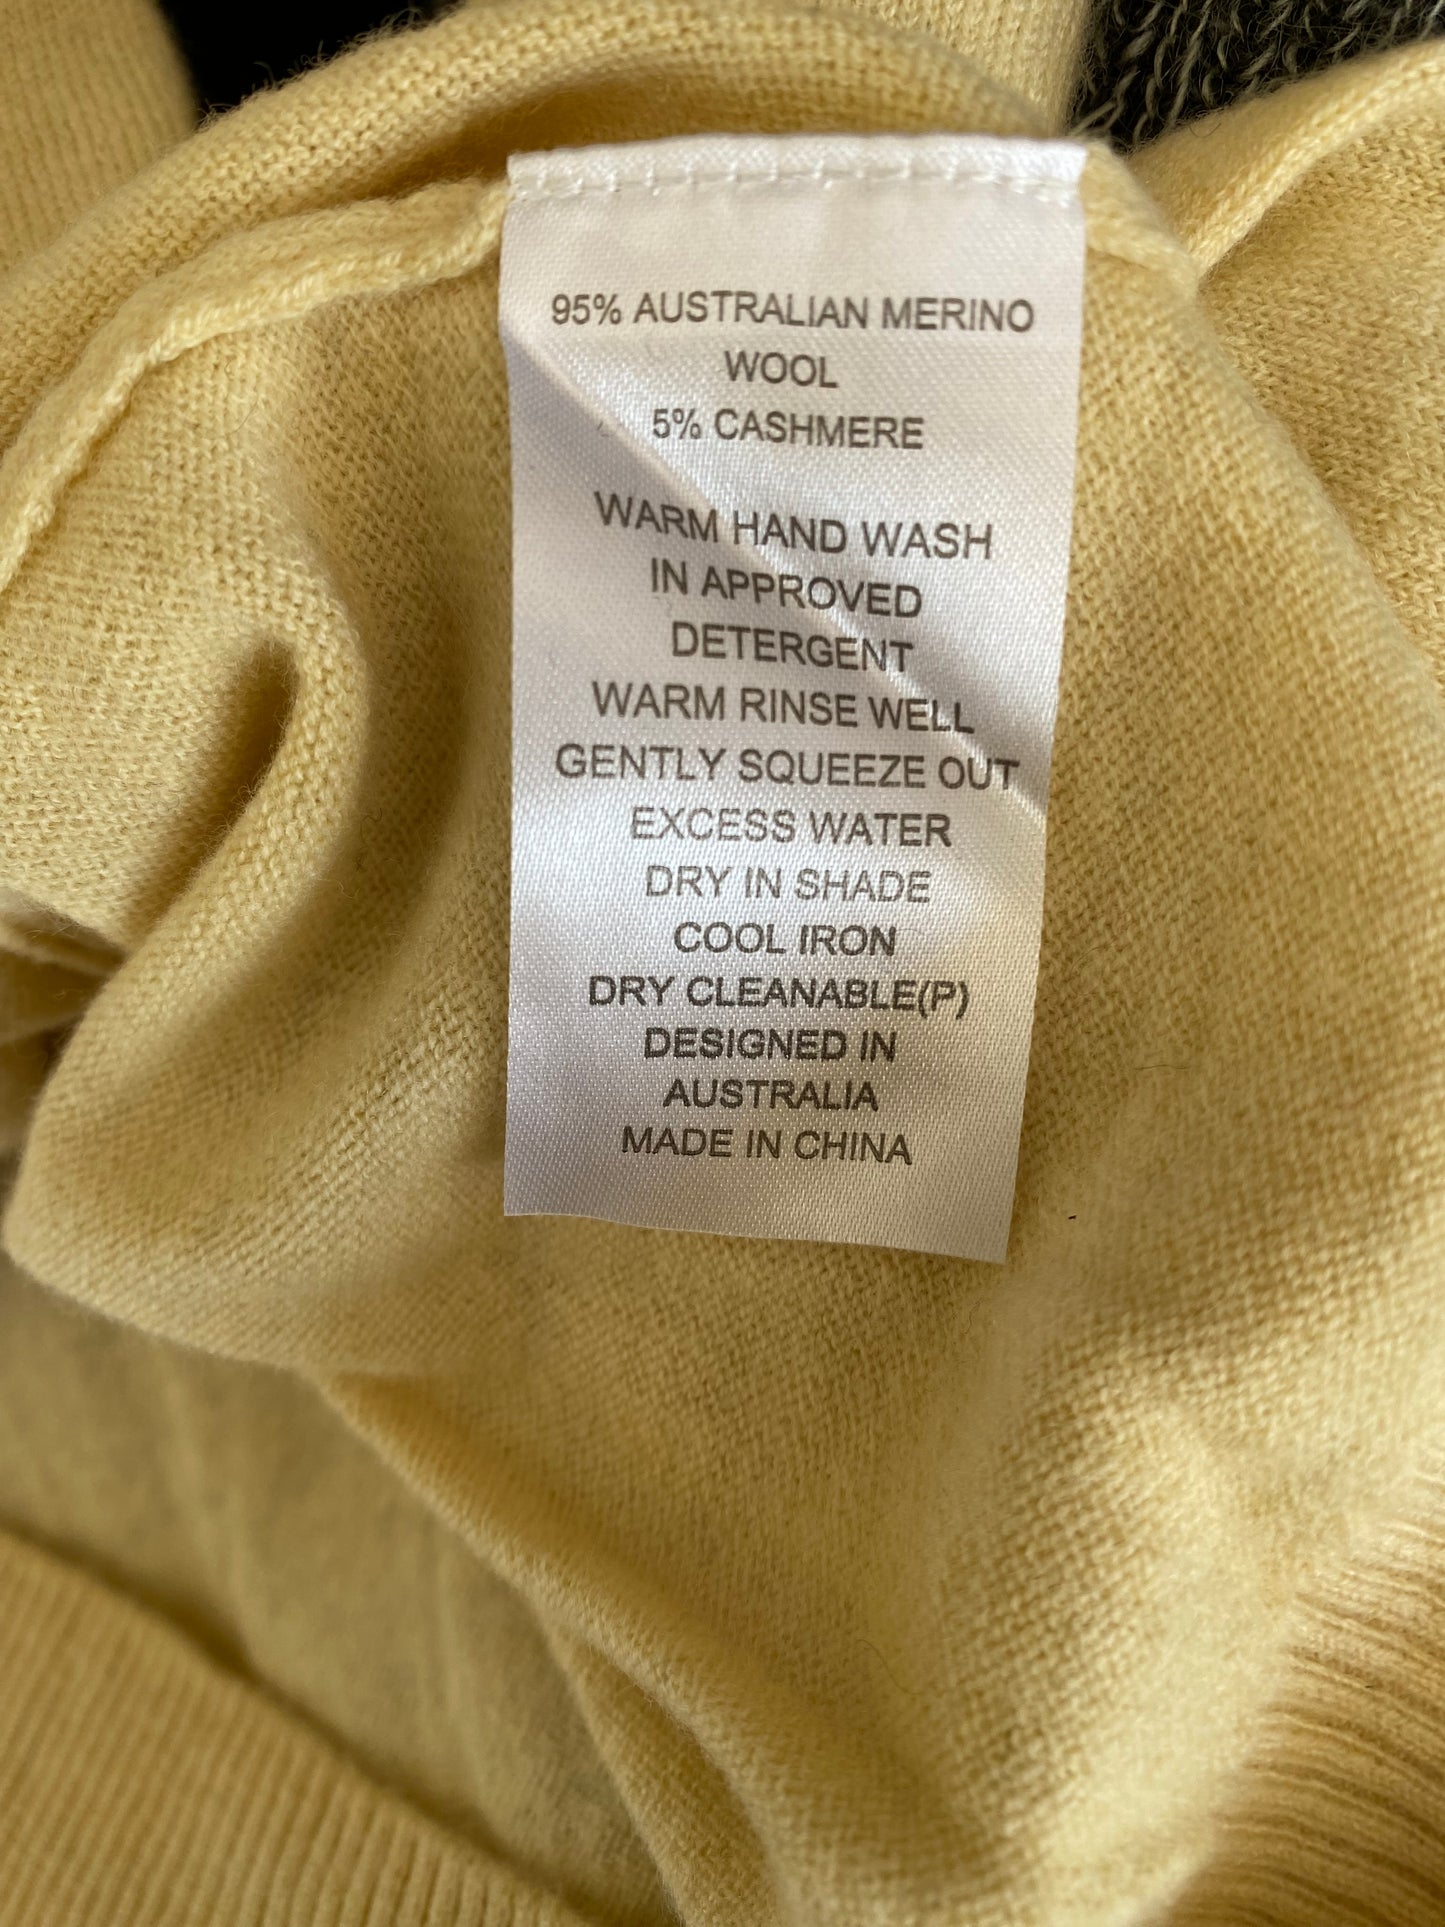 95% AUSTRALIAN MERINO
WOOL
5% CASHMERE
WARM HAND WASH
IN APPROVED
DETERGENT
WARM RINSE WELL
GENTLY SQUEEZE OUT
EXCESS WATER
DRY IN SHADE
COOL IRON
DRY CLEANABLE(P)
DESIGNED IN
AUSTRALIA
MADE IN CHINA